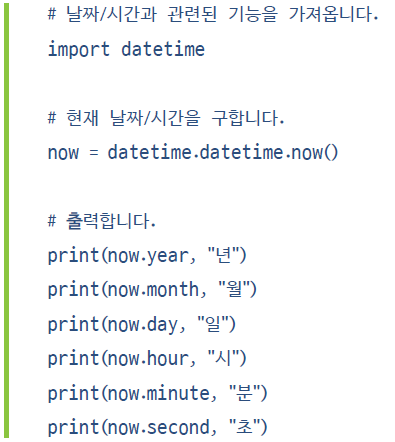 # 날짜/시간과 관련된 기능을 가져옵니다.
import datetime
# 현재 날짜/시간을 구합니다.
now = datetime.datetime.now()
# 출력합니다.
print(now.year, "년")
print(now.month, "월")
print(now.day, "일")
print(now.hour, "시")
print(now.minute, "분")
print(now.second, "초")